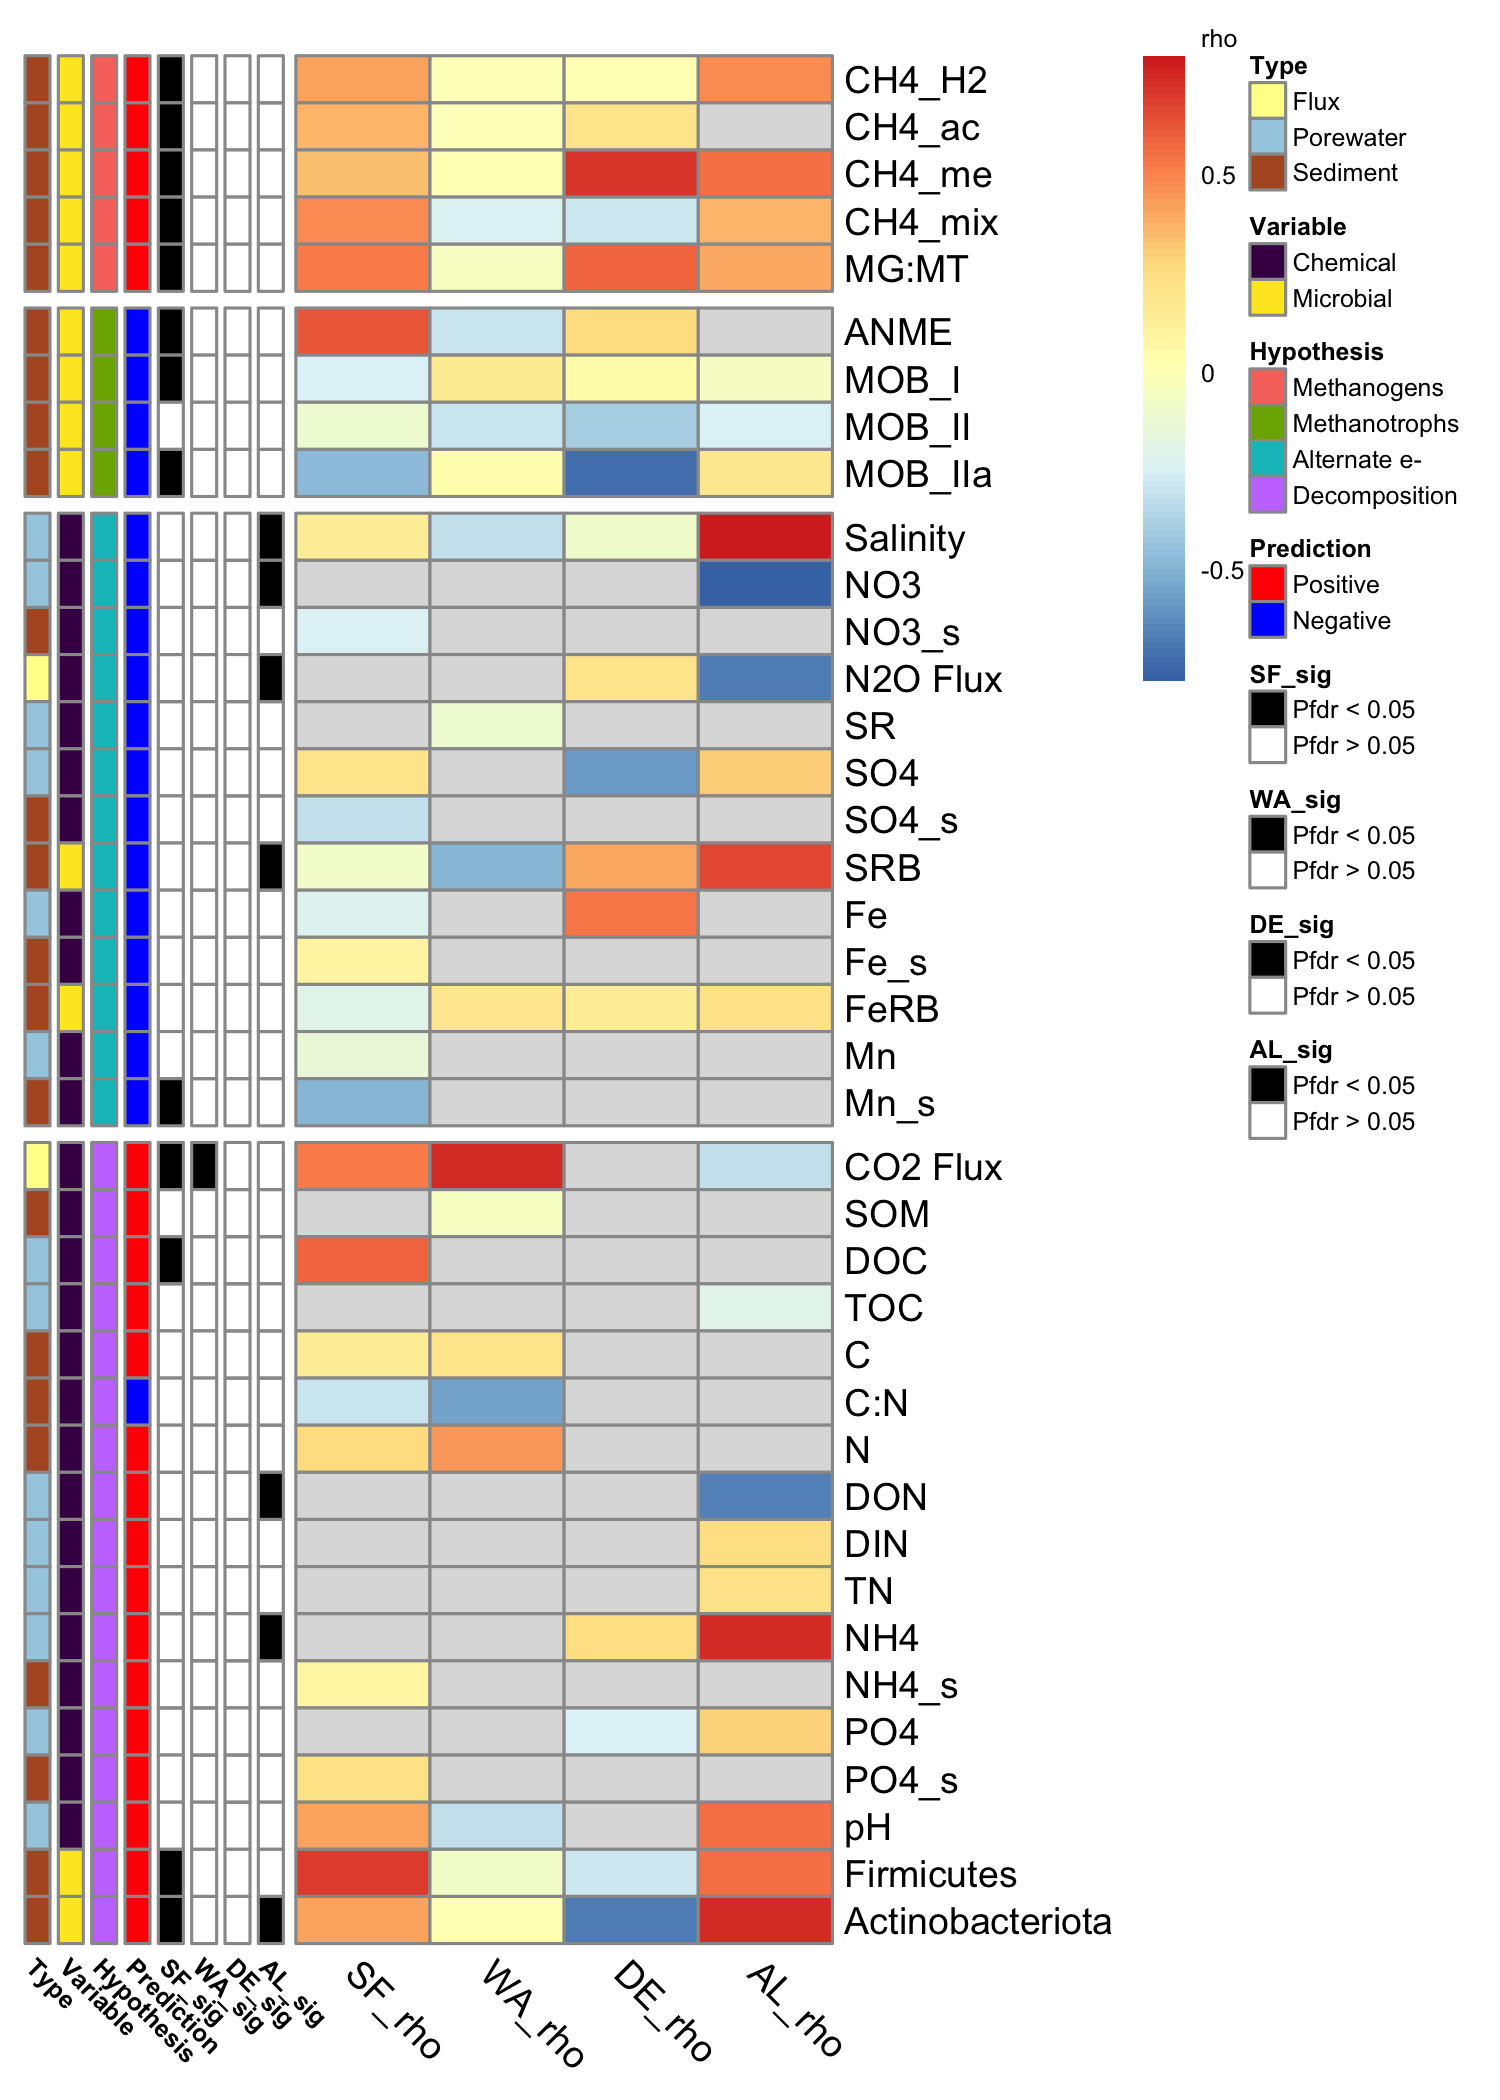 CH4_H2
CH4_ac
CH4_me
CH4_mix
MG:MT
ANME
MOB_I
MOB_II
MOB_IIa
Salinity
NO3
NO3_s
N2O Flux
SR
SO4
SO4_s
SRB
Fe
Fe_s
FeRB
Mn
Mn_s
CO2 Flux
SOM
DOC
TOC
C
C:N
N
DON
DIN
TN
NH4
NH4_s
PO4
PO4_s
pH
Firmicutes
Actinobacteriota
Type
Variable
Hypothesis
Prediction
SF_sig
WA_sig
DE_sig
AL_sig
SF_rho
WA_rho
DE_rho
AL_rho
rho
0.5
0
-0.5
Type
Flux
Porewater
Sediment
Variable
Chemical
Microbial
Hypothesis
Methanogens
Methanotrophs
Alternate e-
Decomposition
Prediction
Positive
Negative
SF_sig
Pfdr < 0.05
Pfdr > 0.05
WA_sig
Pfdr < 0.05
Pfdr > 0.05
DE_sig
Pfdr < 0.05
Pfdr > 0.05
AL_sig
Pfdr < 0.05
Pfdr > 0.05